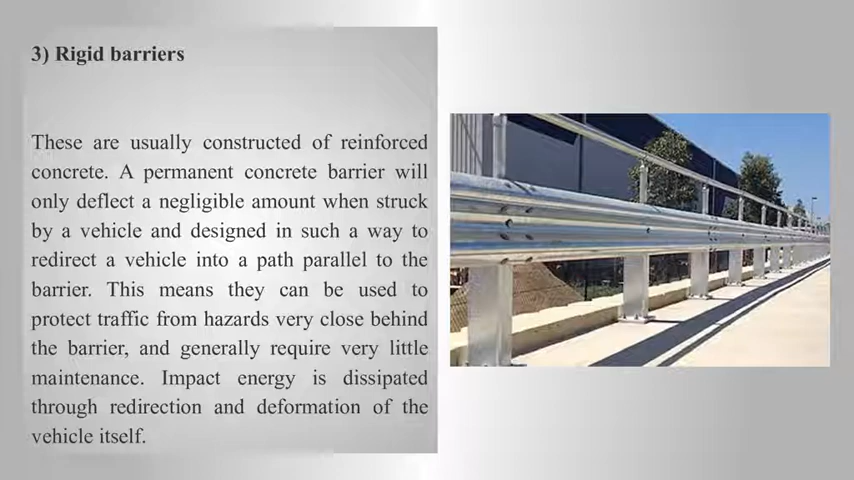 3) Rigid barriers
These are usually constructed of reinforced
concrete. A permanent concrete barrier will
only deflect a negligible amount when struck
by a vehicle and designed in such a way to
redirect a vehicle into a path parallel to the
barrier. This means they can be used to
protect traffic from hazards very close behind
the barrier, and generally require very little
maintenance. Impact energy is dissipated
through redirection and deformation of the
vehicle itself.